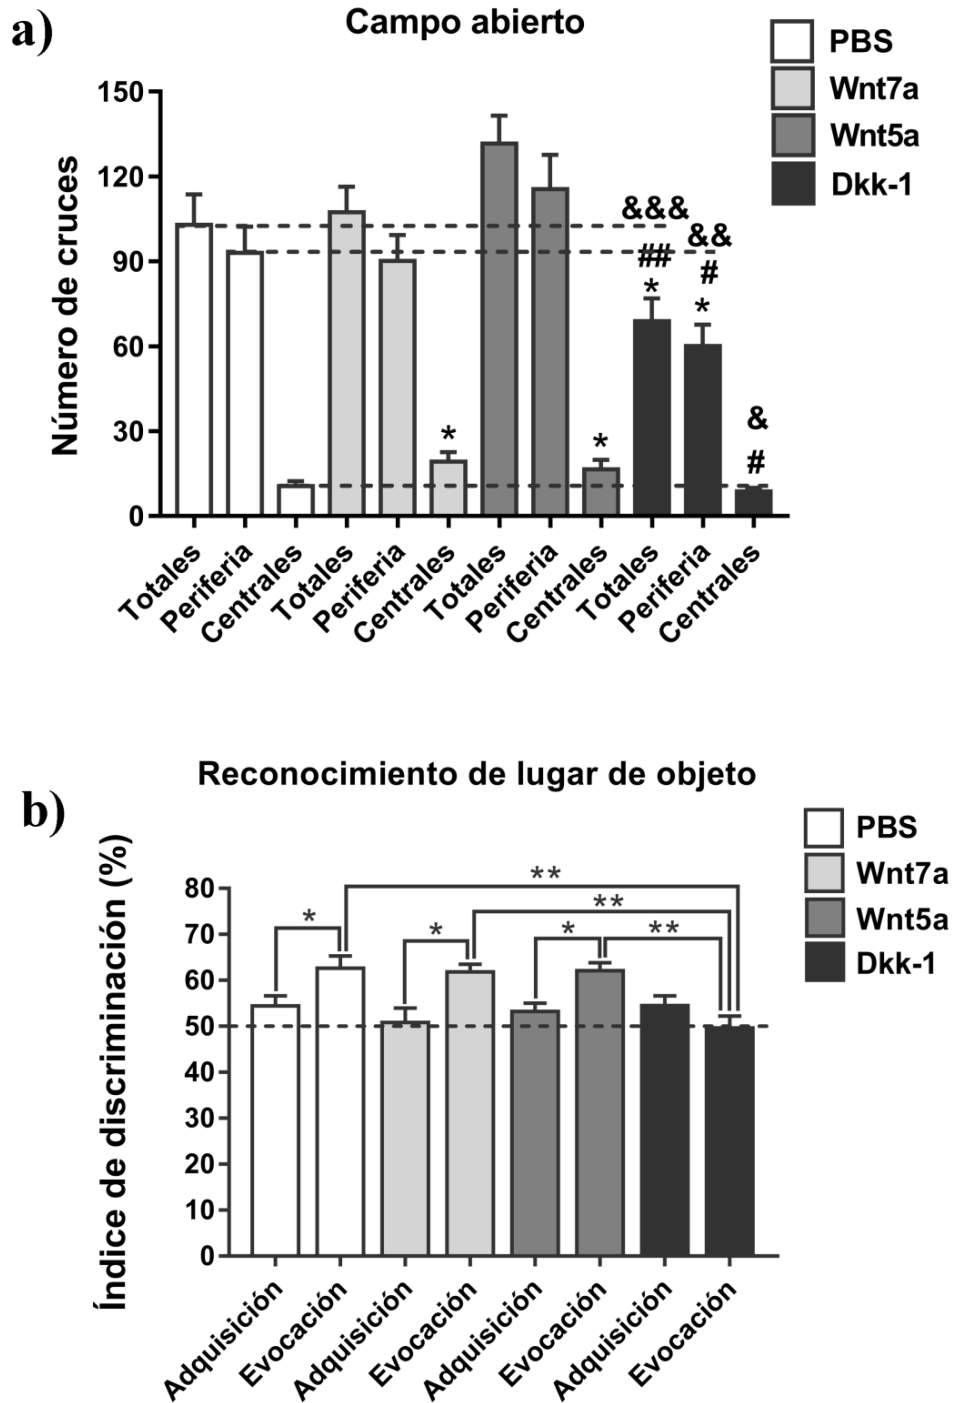 a)
Campo abierto
PBS
Wnt7a
Wnt5a
Dkk-1
Número de cruces
150
120
90
60
30
0
&&&
##
*
&&
#
*
&
#
*
*
Totales
Periferia
Centrales
Totales
Periferia
Centrales
Totales
Periferia
Centrales
Totales
Periferia
Centrales
b)
Reconocimiento de lugar de objeto
PBS
Wnt7a
Wnt5a
Dkk-1
Índice de discriminación (%)
80
70
60
50
40
30
20
10
0
**
**
*
*
*
**
Adquisición
Evocación
Adquisición
Evocación
Adquisición
Evocación
Adquisición
Evocación